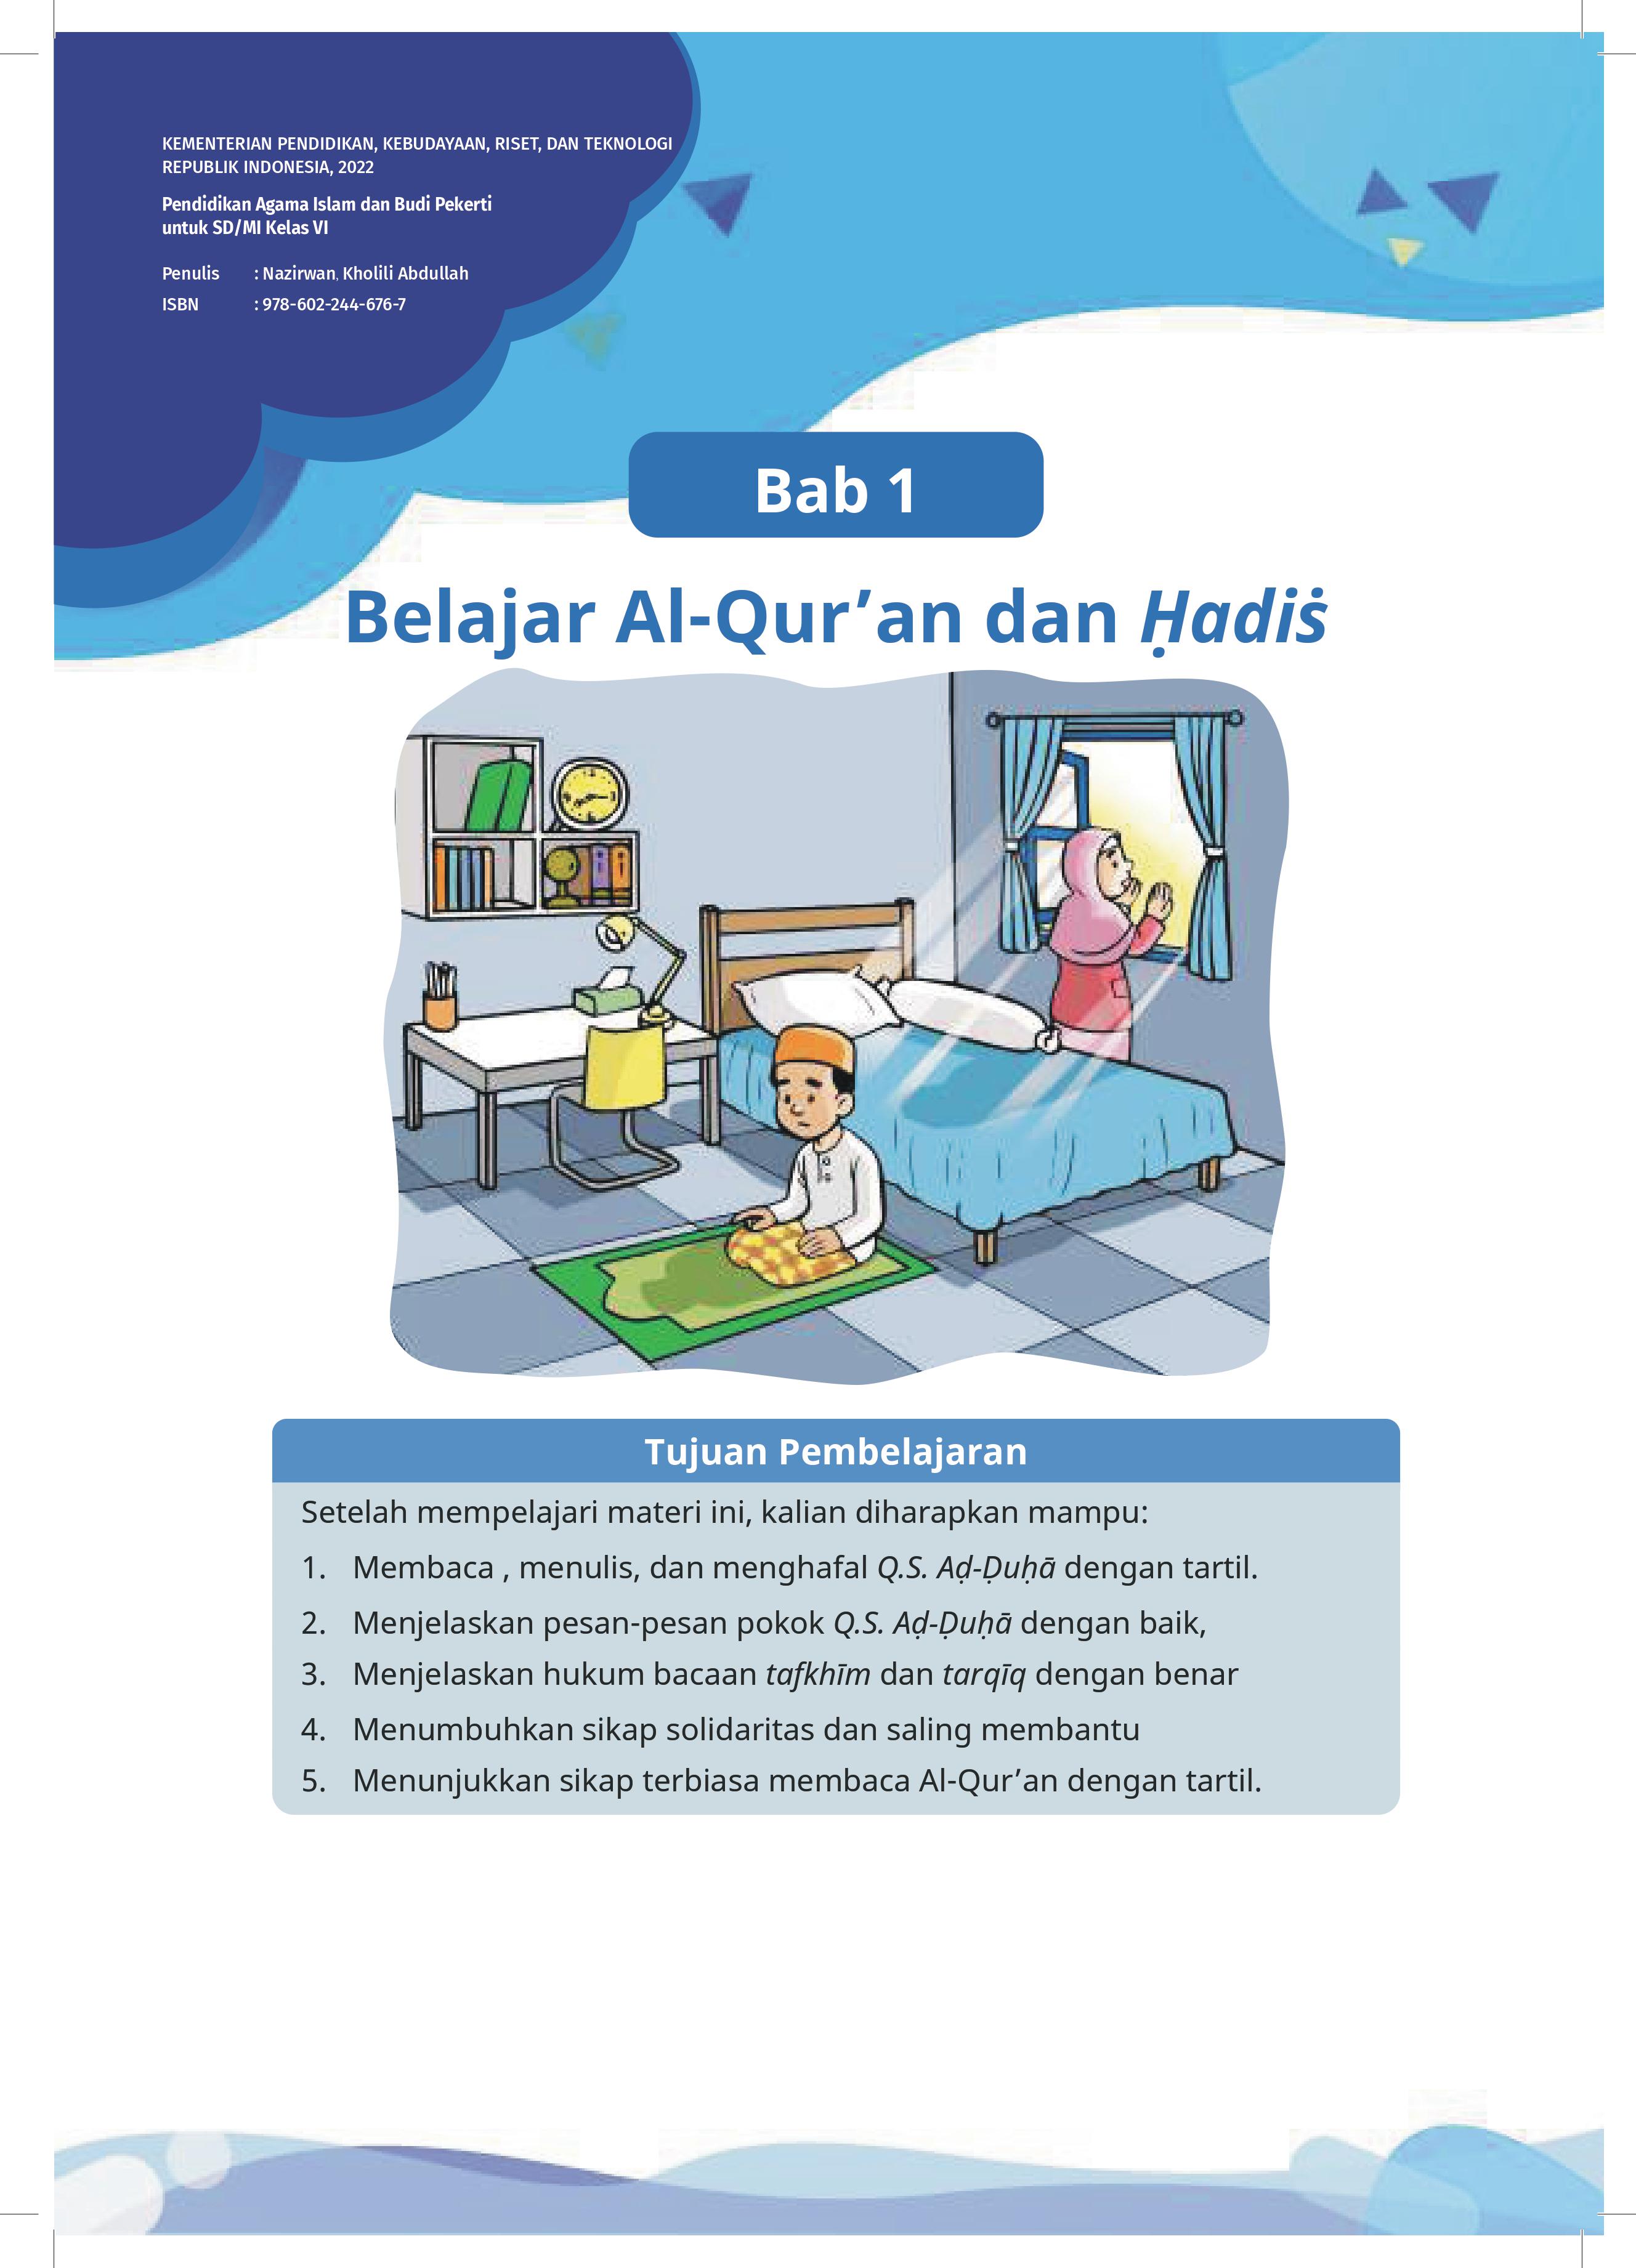 KEMENTERIAN PENDIDIKAN, KEBUDAYAAN, RISET, DAN TEKNOLOGI
REPUBLIK INDONESIA, 2022
Pendidikan Agama Islam dan Budi Pekerti
untuk SD/MI Kelas VI
Penulis : Nazirwan, Kholili Abdullah
ISBN : 978-602-244-676-7
Bab 1
Belajar Al-Qurʼan dan Ḥadiṡ
Tujuan Pembelajaran
Setelah mempelajari materi ini, kalian diharapkan mampu:
1. Membaca , menulis, dan menghafal Q.S. Aḍ-Ḍuḥā dengan tartil.
2. Menjelaskan pesan-pesan pokok Q.S. Aḍ-Ḍuḥā dengan baik,
3. Menjelaskan hukum bacaan tafkhīm dan tarqīq dengan benar
4. Menumbuhkan sikap solidaritas dan saling membantu
5. Menunjukkan sikap terbiasa membaca Al-Qurʼan dengan tartil.